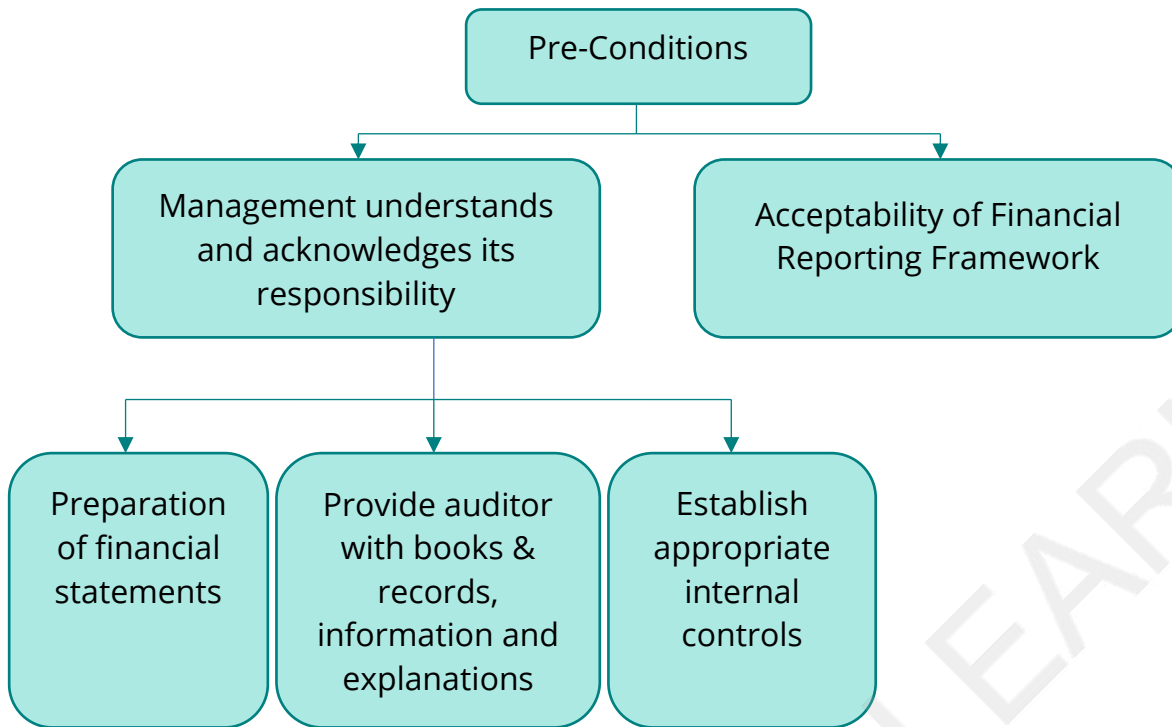 Pre-Conditions
Management understands
and acknowledges its
responsibility
Acceptability of Financial
Reporting Framework
Preparation
of financial
statements
Provide auditor
with books &
records,
information and
explanations
Establish
appropriate
internal
controls